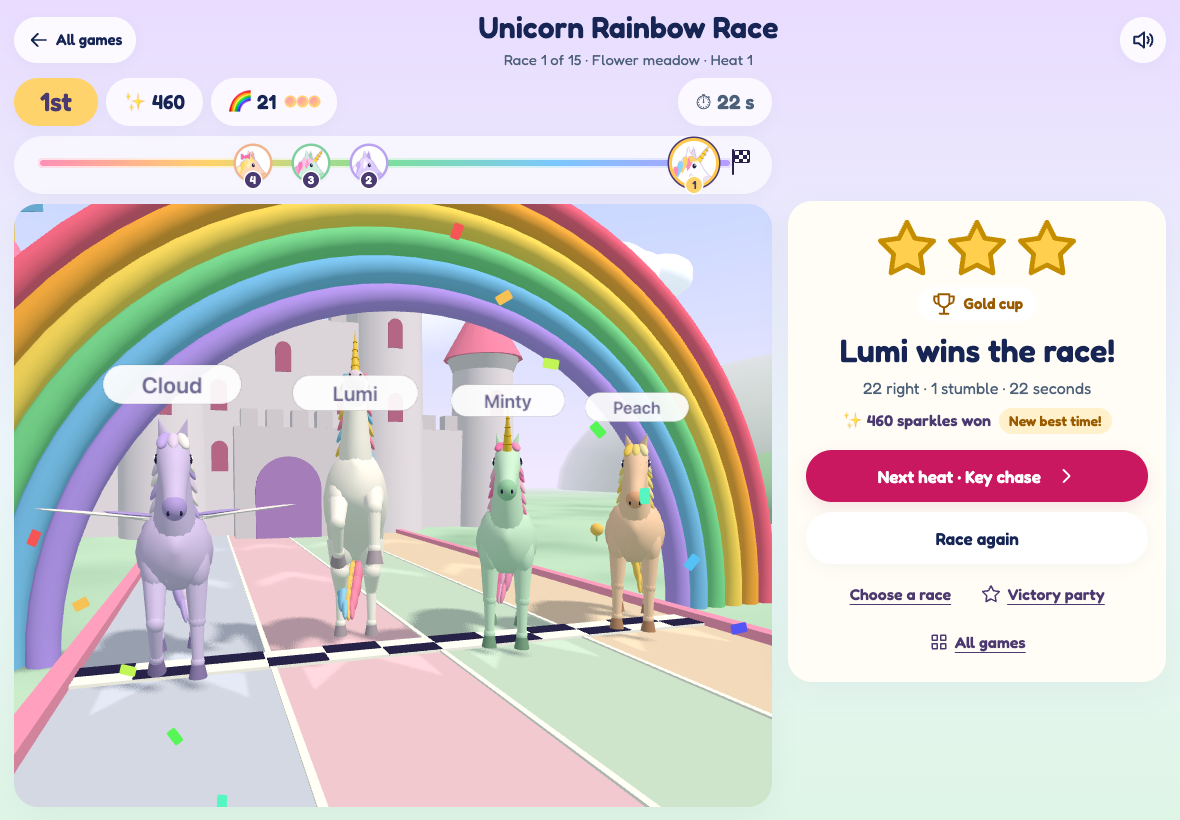 All games
Unicorn Rainbow Race
Race 1 of 15 · Flower meadow · Heat 1
1st
460
21
22 s
4
3
2
1
Gold cup
Lumi wins the race!
22 right · 1 stumble · 22 seconds
460 sparkles won New best time!
Next heat · Key chase
Race again
Choose a race Victory party
All games
Cloud
Lumi
Minty
Peach